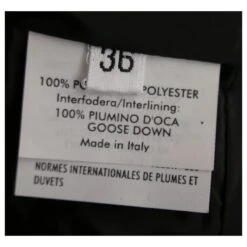 36
100% POLYESTER
Interfodera/Interlining:
100% PIUMINO D'OCA
GOOSE DOWN
Made in Italy
NORMES INTERNATIONALES DE PLUMES ET
DUVETS